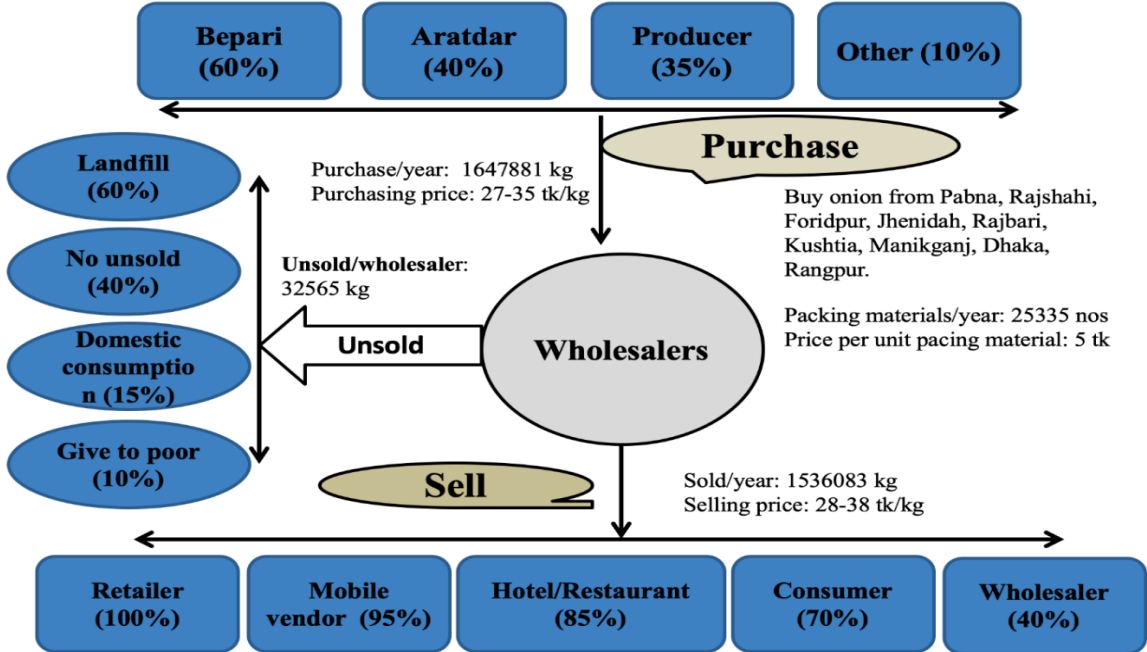 Bepari
(60%)
Aratdar
(40%)
Producer
(35%)
Other (10%)
Purchase
Landfill
(60%)
Purchase/year: 1647881 kg
Purchasing price: 27-35 tk/kg
Buy onion from Pabna, Rajshahi,
Foridpur, Jhenidah, Rajbari,
Kushtia, Manikganj, Dhaka,
Rangpur.
No unsold
(40%)
Unsold/wholesaler:
32565 kg
Packing materials/year: 25335 nos
Price per unit pacing material: 5 tk
Unsold
Wholesalers
Domestic
consumptio
n (15%)
Give to poor
(10%)
Sell
Sold/year: 1536083 kg
Selling price: 28-38 tk/kg
Retailer
(100%)
Mobile
vendor (95%)
Hotel/Restaurant
(85%)
Consumer
(70%)
Wholesaler
(40%)